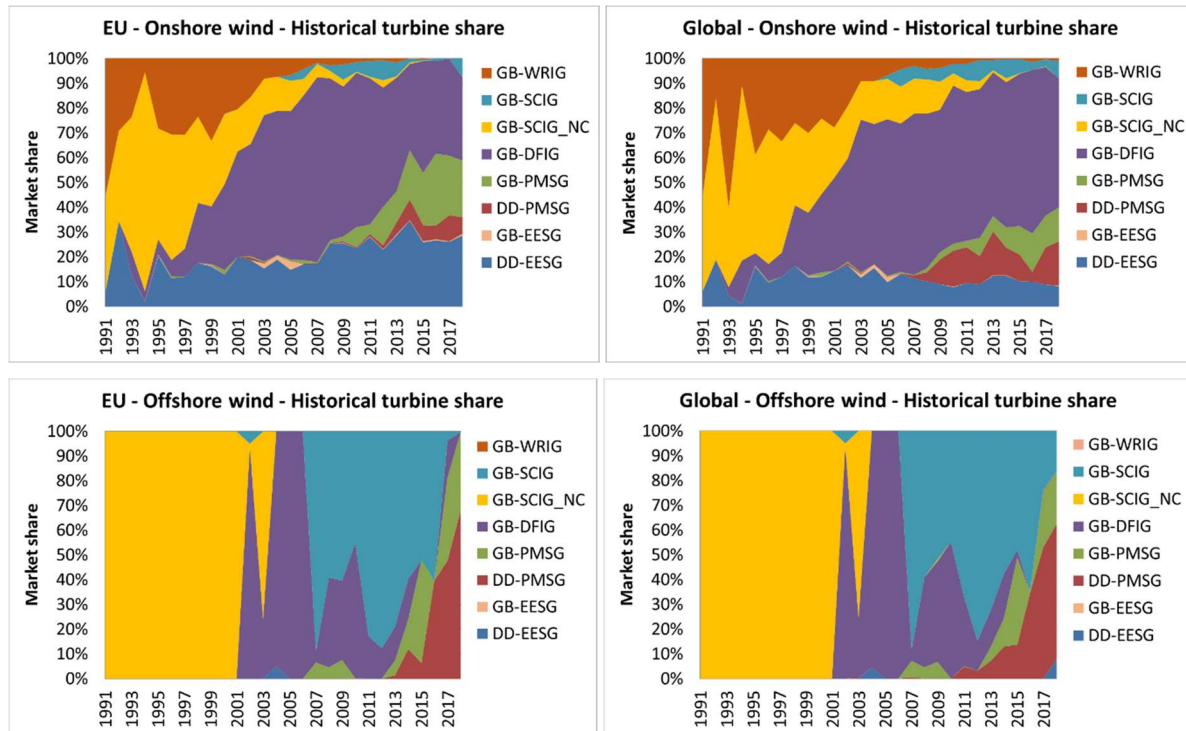 EU - Onshore wind - Historical turbine share
Market share
100%
90%
80%
70%
60%
50%
40%
30%
20%
10%
0%
1991
1993
1995
1997
1999
2001
2003
2005
2007
2009
2011
2013
2015
2017
GB-WRIG
GB-SCIG
GB-SCIG_NC
GB-DFIG
GB-PMSG
DD-PMSG
GB-EESG
DD-EESG
Global - Onshore wind - Historical turbine share
Market share
100%
90%
80%
70%
60%
50%
40%
30%
20%
10%
0%
1991
1993
1995
1997
1999
2001
2003
2005
2007
2009
2011
2013
2015
2017
GB-WRIG
GB-SCIG
GB-SCIG_NC
GB-DFIG
GB-PMSG
DD-PMSG
GB-EESG
DD-EESG
EU - Offshore wind - Historical turbine share
Market share
100%
90%
80%
70%
60%
50%
40%
30%
20%
10%
0%
1991
1993
1995
1997
1999
2001
2003
2005
2007
2009
2011
2013
2015
2017
GB-WRIG
GB-SCIG
GB-SCIG_NC
GB-DFIG
GB-PMSG
DD-PMSG
GB-EESG
DD-EESG
Global - Offshore wind - Historical turbine share
Market share
100%
90%
80%
70%
60%
50%
40%
30%
20%
10%
0%
1991
1993
1995
1997
1999
2001
2003
2005
2007
2009
2011
2013
2015
2017
GB-WRIG
GB-SCIG
GB-SCIG_NC
GB-DFIG
GB-PMSG
DD-PMSG
GB-EESG
DD-EESG